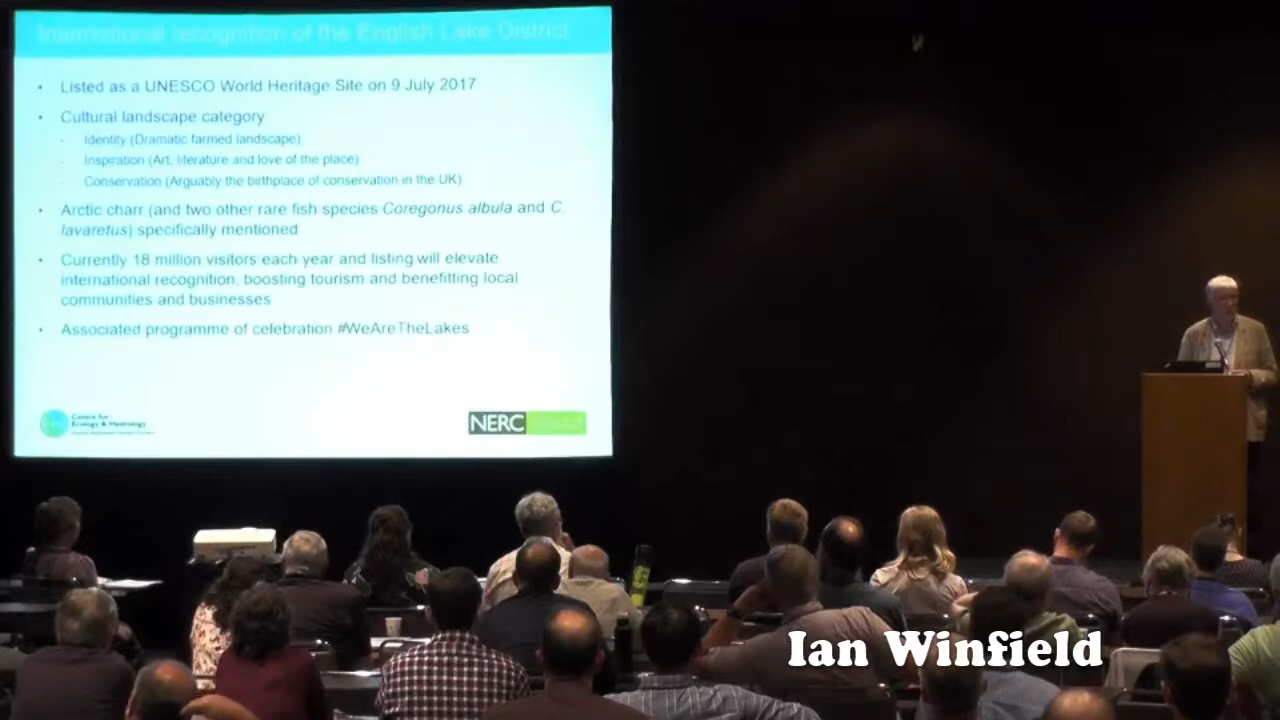 International recognition of the English Lake District
Listed as a UNESCO World Heritage Site on 9 July 2017
Cultural landscape category
Identity (Dramatic farmed landscape)
Inspiration (Art, literature and love of the place)
Conservation (Arguably the birthplace of conservation in the UK)
Arctic charr (and two other rare fish species Coregonus albula and C.
lavaretus) specifically mentioned
Currently 18 million visitors each year and listing will elevate
international recognition, boosting tourism and benefitting local
communities and businesses
Associated programme of celebration #WeAreTheLakes
Centre for
Ecology & Hydrology
NERC
Ian Winfield